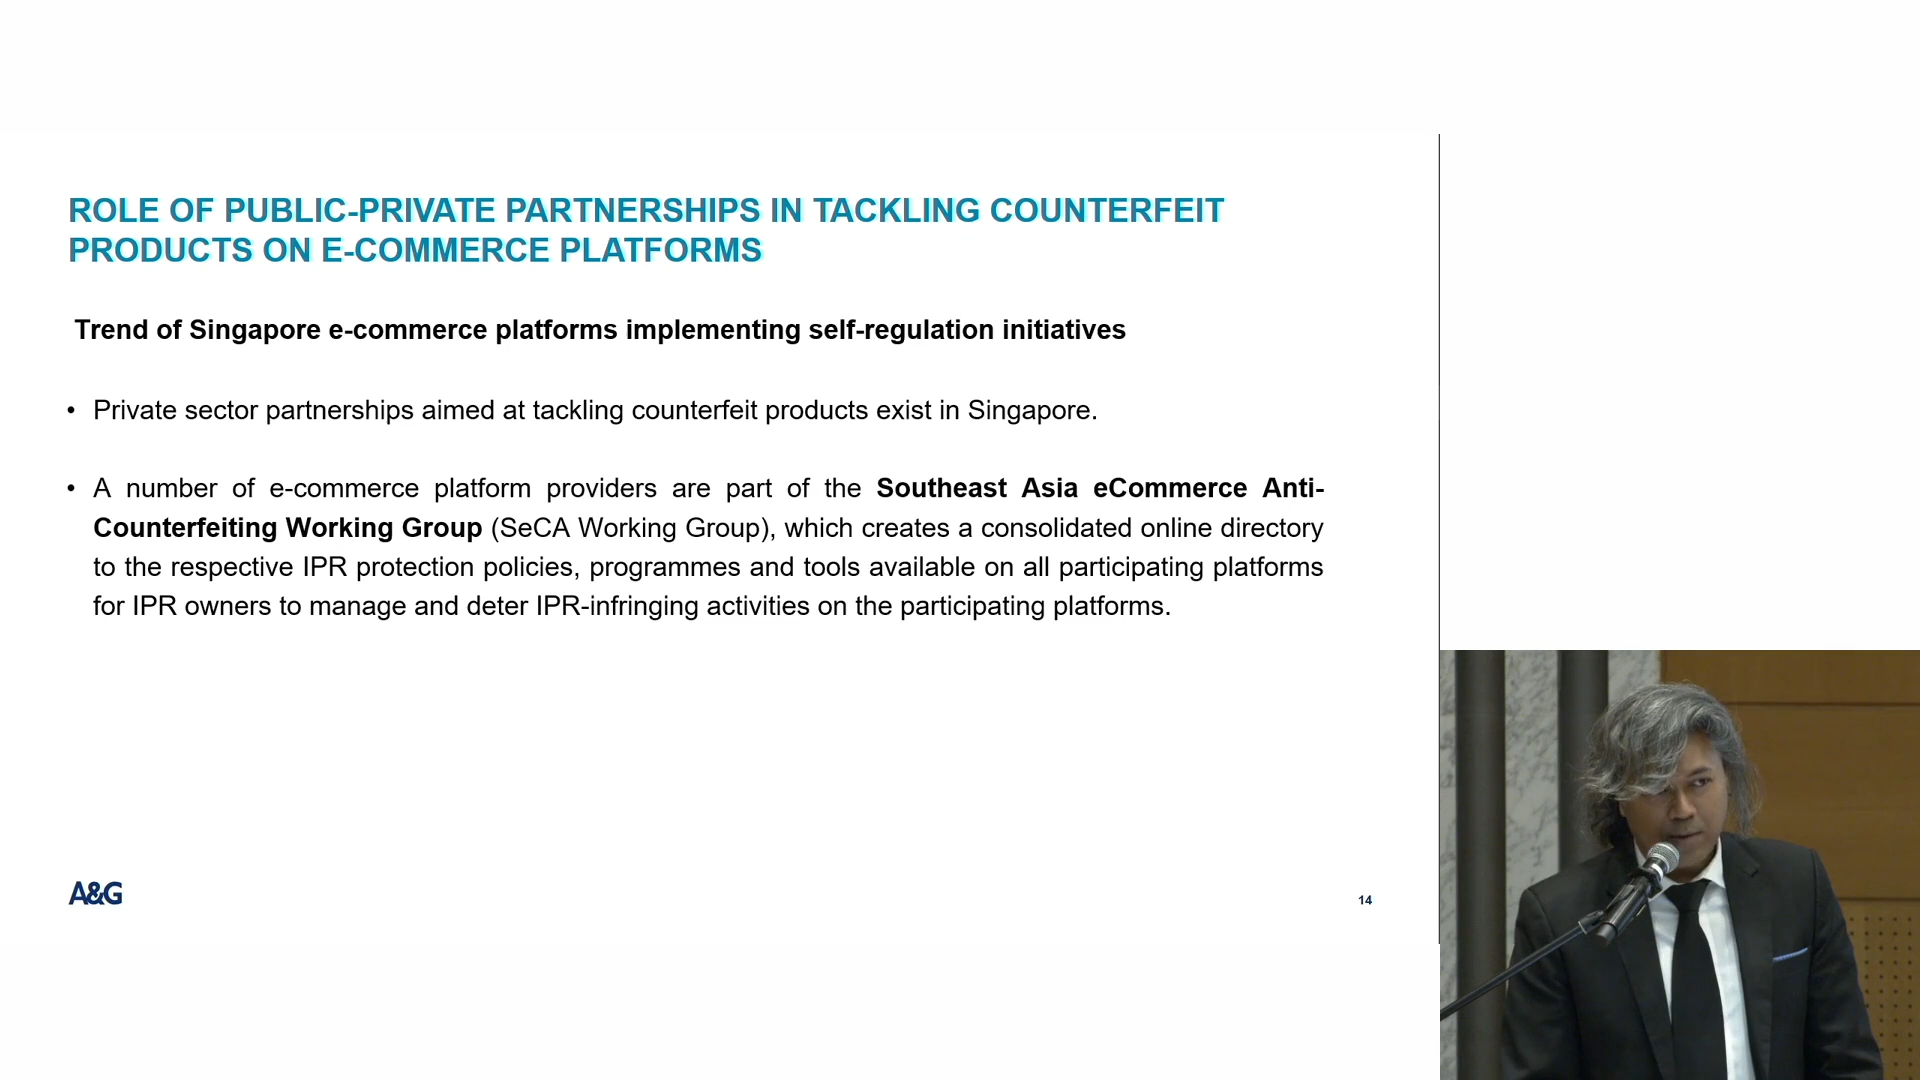 ROLE OF PUBLIC-PRIVATE PARTNERSHIPS IN TACKLING COUNTERFEIT
PRODUCTS ON E-COMMERCE PLATFORMS
Trend of Singapore e-commerce platforms implementing self-regulation initiatives
• Private sector partnerships aimed at tackling counterfeit products exist in Singapore.
• A number of e-commerce platform providers are part of the Southeast Asia eCommerce Anti-
Counterfeiting Working Group (SeCA Working Group), which creates a consolidated online directory
to the respective IPR protection policies, programmes and tools available on all participating platforms
for IPR owners to manage and deter IPR-infringing activities on the participating platforms.
A&G
14